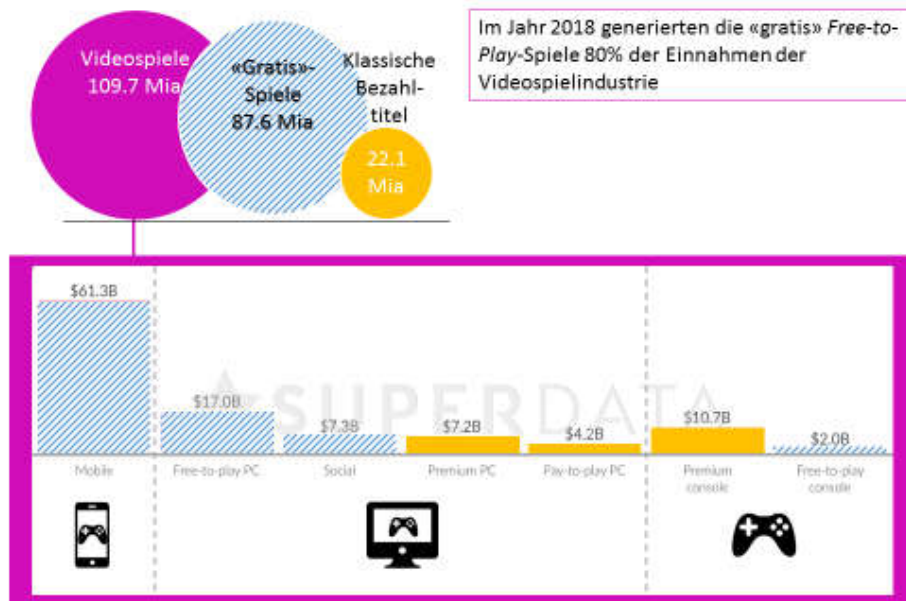 Videospiele
109.7 Mia
«Gratis»-
Spiele
87.6 Mia
Klassische
Bezahl-
titel
22.1
Mia
Im Jahr 2018 generierten die «gratis» Free-to-
Play-Spiele 80% der Einnahmen der
Videospielindustrie
$61.3B
$17.0B
$7.3B
$7.2B
$4.2B
$10.7B
$2.0B
SUPERDATA
Mobile
Free-to-play PC
Social
Premium PC
Pay-to-play PC
Premium
console
Free-to-play
console